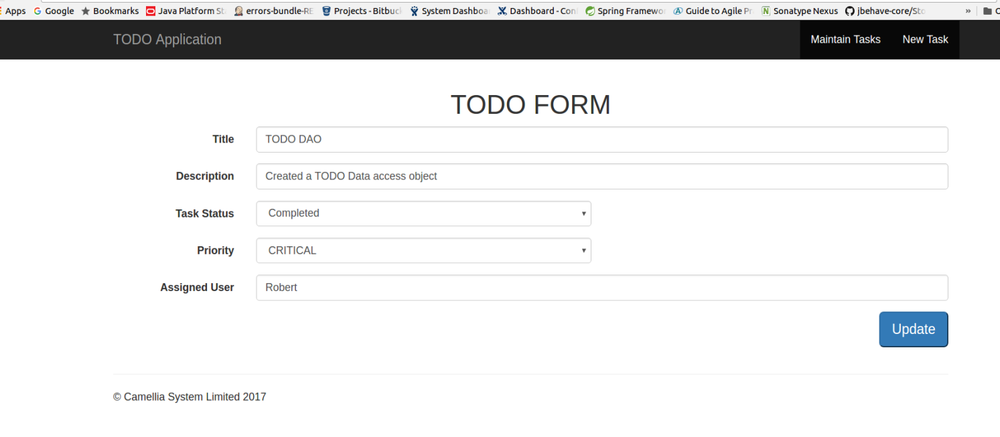 Apps Google Bookmarks Java Platform St errors-bundle-RE Projects - Bitbuc System Dashboa Dashboard - Con Spring Framewo Guide to Agile Pr Sonatype Nexus jbehave-core/Sto »
TODO Application Maintain Tasks New Task
TODO FORM
Title TODO DAO
Description Created a TODO Data access object
Task Status Completed
Priority CRITICAL
Assigned User Robert
Update
© Camellia System Limited 2017